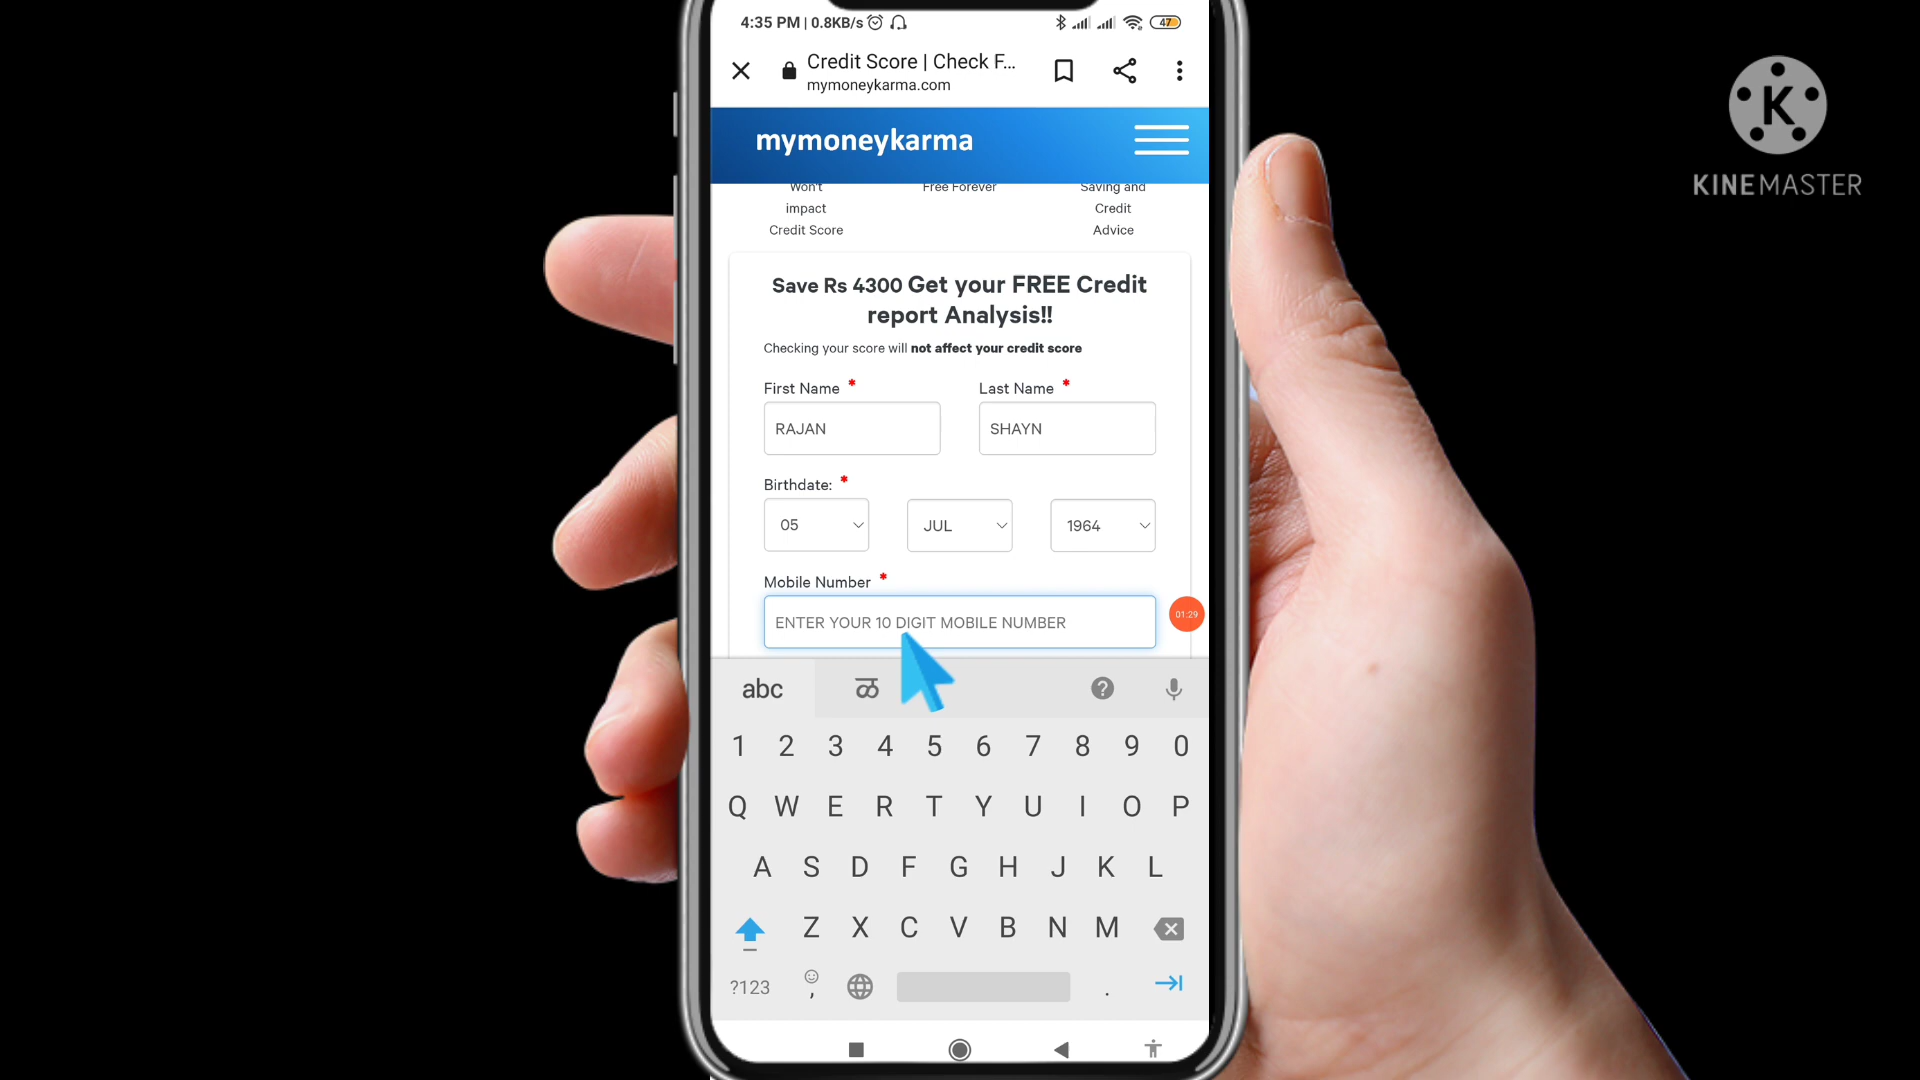 4:35 PM | 0.8KB/s
47
Credit Score | Check F...
mymoneykarma.com
mymoneykarma
Won't
impact
Credit Score
Free Forever
Saving and
Credit
Advice
Save Rs 4300 Get your FREE Credit
report Analysis!!
Checking your score will not affect your credit score
First Name *
Last Name *
RAJAN
SHAYN
Birthdate: *
05
JUL
1964
Mobile Number *
ENTER YOUR 10 DIGIT MOBILE NUMBER
01:29
abc
ळ
?
1 2 3 4 5 6 7 8 9 0
Q W E R T Y U I O P
A S D F G H J K L
Z X C V B N M
?123
,
.
K
KINEMASTER